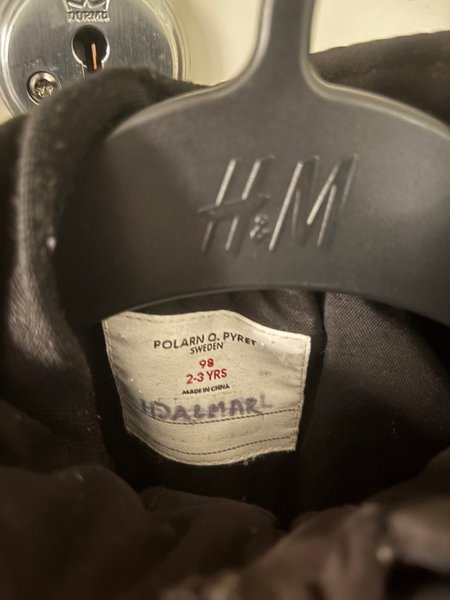 H&M
POLARN O. PYRET
SWEDEN
98
2-3 YRS
MADE IN CHINA